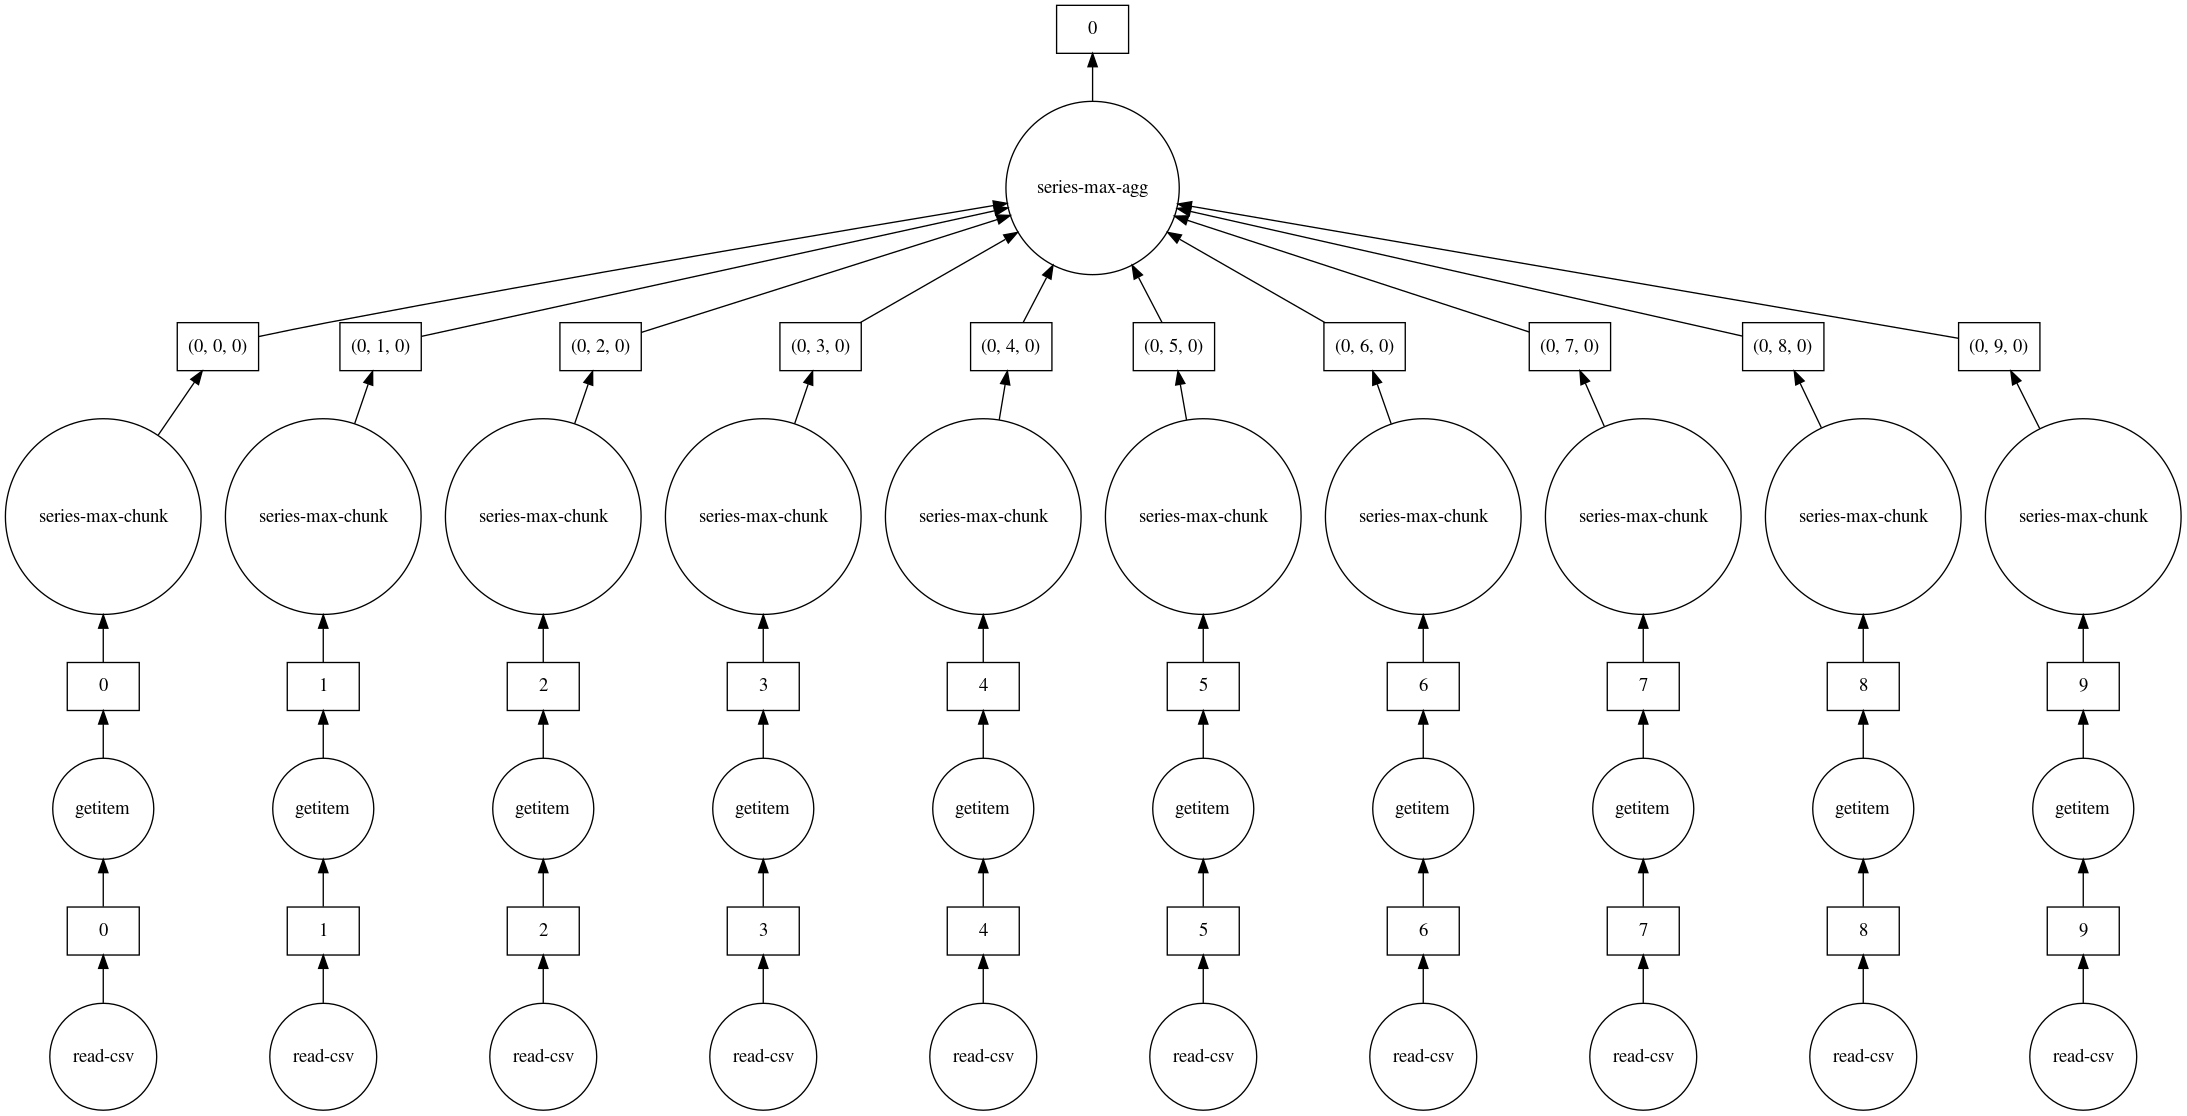 0
series-max-agg
(0, 0, 0) (0, 1, 0) (0, 2, 0) (0, 3, 0) (0, 4, 0) (0, 5, 0) (0, 6, 0) (0, 7, 0) (0, 8, 0) (0, 9, 0)
series-max-chunk series-max-chunk series-max-chunk series-max-chunk series-max-chunk series-max-chunk series-max-chunk series-max-chunk series-max-chunk series-max-chunk
0 1 2 3 4 5 6 7 8 9
getitem getitem getitem getitem getitem getitem getitem getitem getitem getitem
0 1 2 3 4 5 6 7 8 9
read-csv read-csv read-csv read-csv read-csv read-csv read-csv read-csv read-csv read-csv